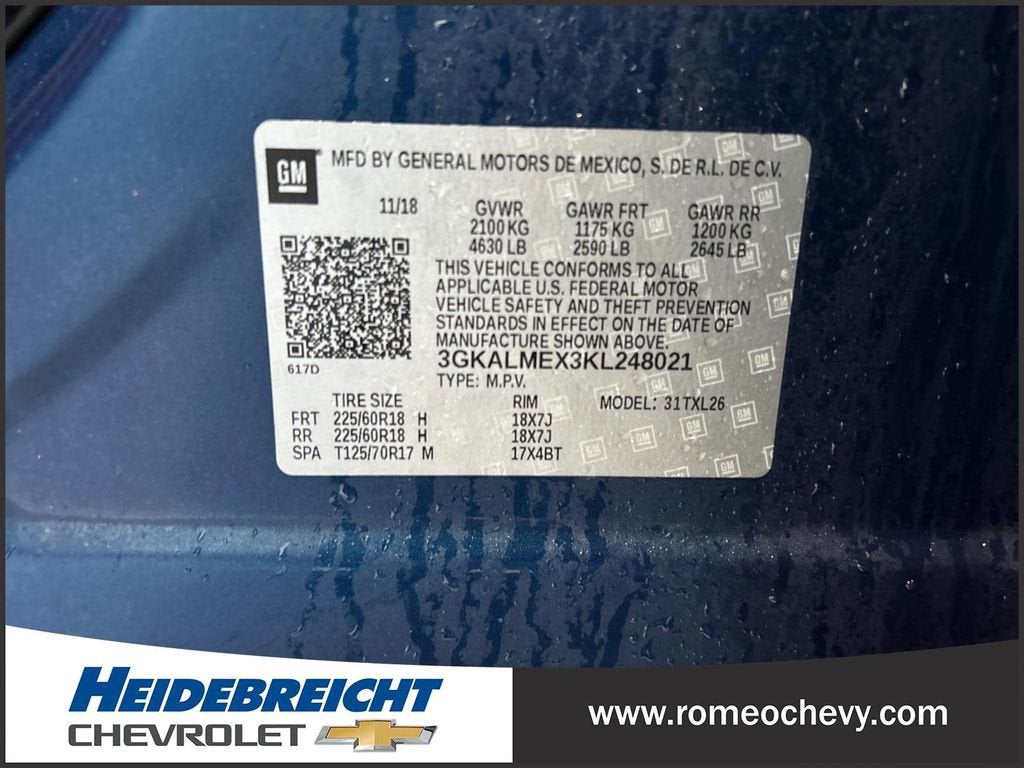 GM MFD BY GENERAL MOTORS DE MEXICO, S. DE R.L. DE C.V.
11/18 GVWR GAWR FRT GAWR RR
2100 KG 1175 KG 1200 KG
4630 LB 2590 LB 2645 LB
THIS VEHICLE CONFORMS TO ALL
APPLICABLE U.S. FEDERAL MOTOR
VEHICLE SAFETY AND THEFT PREVENTION
STANDARDS IN EFFECT ON THE DATE OF
MANUFACTURE SHOWN ABOVE.
3GKALMEX3KL248021
617D
TYPE: M.P.V.
TIRE SIZE RIM MODEL: 31TXL26
FRT 225/60R18 H 18X7J
RR 225/60R18 H 18X7J
SPA T125/70R17 M 17X4BT
HEIDEBREICHT
CHEVROLET
www.romeochevy.com